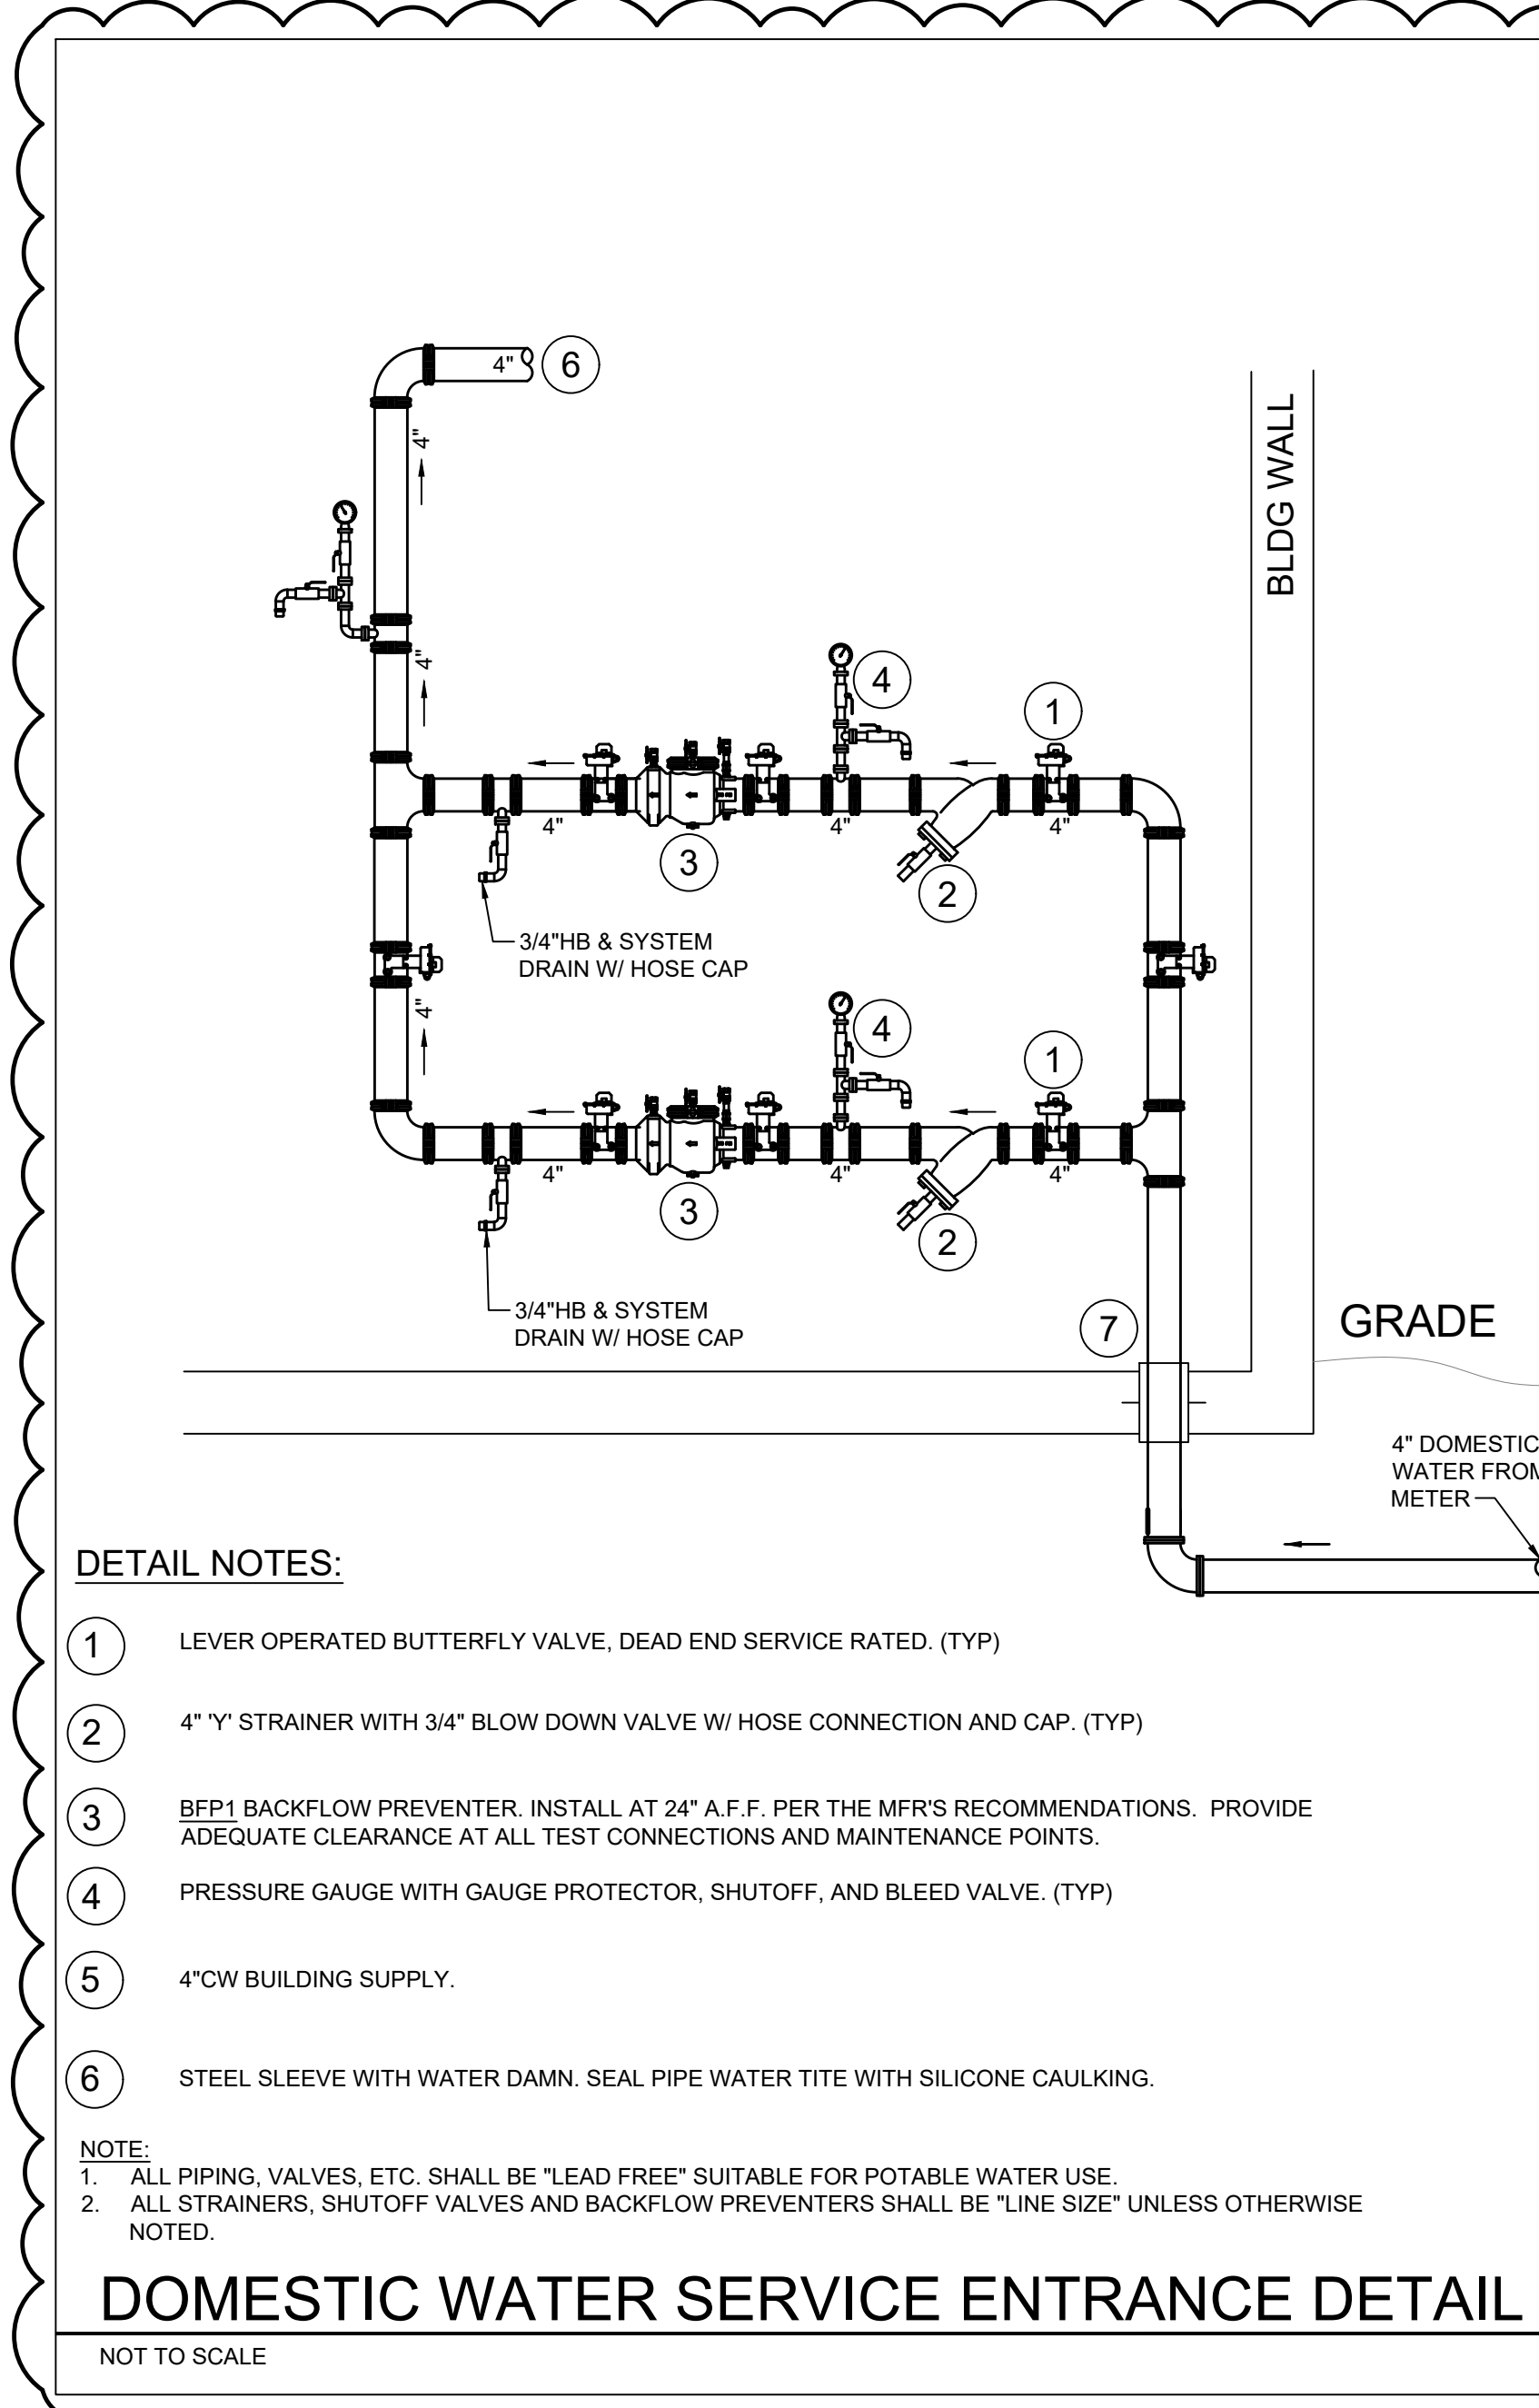 4" 6
4"
BLDG WALL
4"
4
1
4"
4"
4"
3
2
3/4"HB & SYSTEM
DRAIN W/ HOSE CAP
4"
4
1
4"
4"
4"
3
2
3/4"HB & SYSTEM
DRAIN W/ HOSE CAP
7
GRADE
4" DOMESTIC
WATER FROM
METER
DETAIL NOTES:
1 LEVER OPERATED BUTTERFLY VALVE, DEAD END SERVICE RATED. (TYP)
2 4" 'Y' STRAINER WITH 3/4" BLOW DOWN VALVE W/ HOSE CONNECTION AND CAP. (TYP)
3 BFP1 BACKFLOW PREVENTER. INSTALL AT 24" A.F.F. PER THE MFR'S RECOMMENDATIONS. PROVIDE
ADEQUATE CLEARANCE AT ALL TEST CONNECTIONS AND MAINTENANCE POINTS.
4 PRESSURE GAUGE WITH GAUGE PROTECTOR, SHUTOFF, AND BLEED VALVE. (TYP)
5 4"CW BUILDING SUPPLY.
6 STEEL SLEEVE WITH WATER DAMN. SEAL PIPE WATER TITE WITH SILICONE CAULKING.
NOTE:
1. ALL PIPING, VALVES, ETC. SHALL BE "LEAD FREE" SUITABLE FOR POTABLE WATER USE.
2. ALL STRAINERS, SHUTOFF VALVES AND BACKFLOW PREVENTERS SHALL BE "LINE SIZE" UNLESS OTHERWISE
NOTED.
DOMESTIC WATER SERVICE ENTRANCE DETAIL
NOT TO SCALE